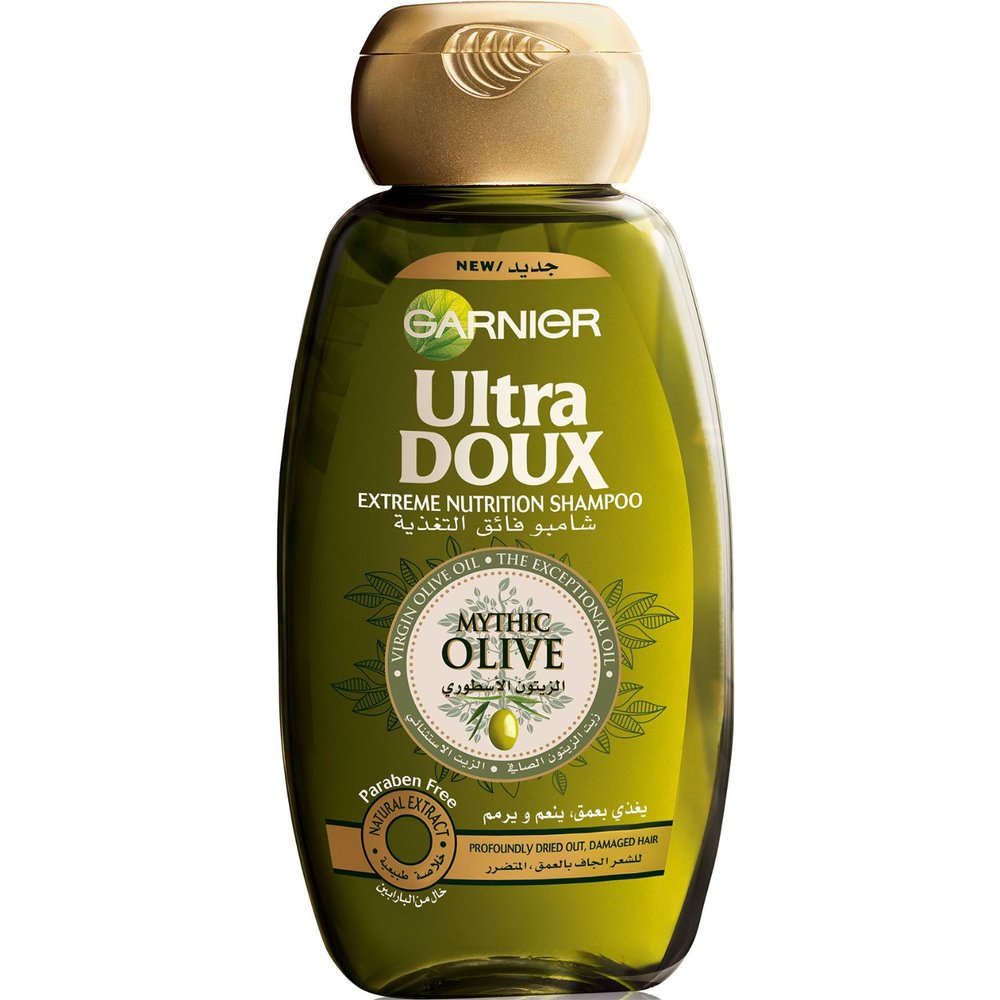 NEW/ جديد
GARNIER
Ultra
DOUX
EXTREME NUTRITION SHAMPOO
شامبو فائق التغذية
• VIRGIN OLIVE OIL • THE EXCEPTIONAL OIL •
MYTHIC
OLIVE
الزيتون الاسطوري
زيت الزيتون الصافي • الزيت الاستثنائي
Paraben Free
NATURAL EXTRACT
خلاصة طبيعية
خال من البارابين
يغذي بعمق، ينعم و يرمم
PROFOUNDLY DRIED OUT, DAMAGED HAIR
للشعر الجاف بالعمق، المتضرر